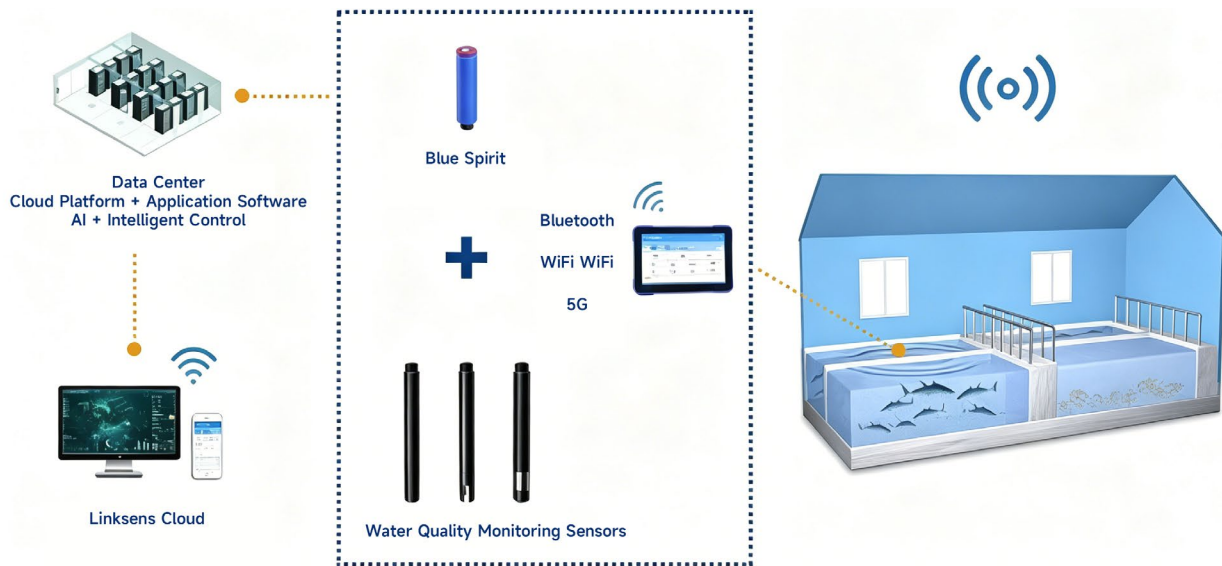 Data Center
Cloud Platform + Application Software
AI + Intelligent Control
Linksens Cloud
Blue Spirit
Bluetooth
WiFi WiFi
5G
Water Quality Monitoring Sensors